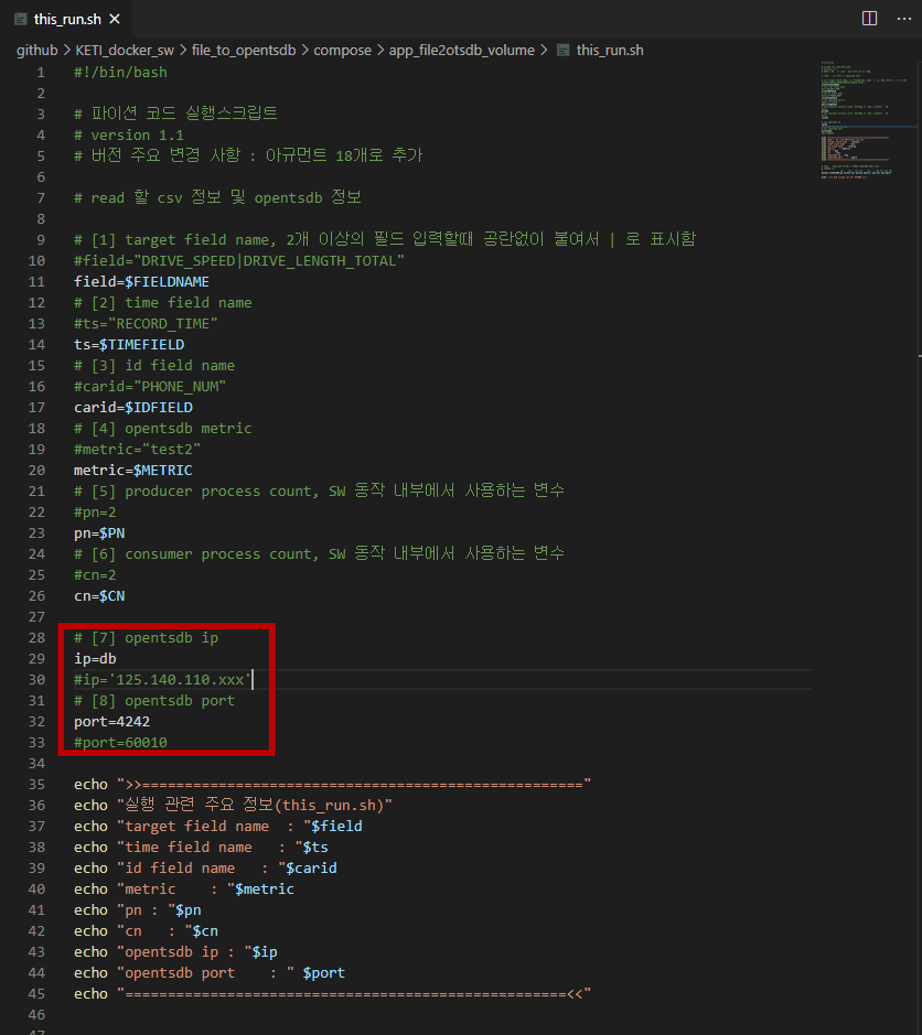 this_run.sh ✕
github > KETI_docker_sw > file_to_opentsdb > compose > app_file2otsdb_volume > this_run.sh
1 #!/bin/bash
2
3 # 파이션 코드 실행스크립트
4 # version 1.1
5 # 버전 주요 변경 사항 : 아규먼트 18개로 추가
6
7 # read 할 csv 정보 및 opentsdb 정보
8
9 # [1] target field name, 2개 이상의 필드 입력할때 공란없이 붙여서 | 로 표시함
10 #field="DRIVE_SPEED|DRIVE_LENGTH_TOTAL"
11 field=$FIELDNAME
12 # [2] time field name
13 #ts="RECORD_TIME"
14 ts=$TIMEFIELD
15 # [3] id field name
16 #carid="PHONE_NUM"
17 carid=$IDFIELD
18 # [4] opentsdb metric
19 #metric="test2"
20 metric=$METRIC
21 # [5] producer process count, SW 동작 내부에서 사용하는 변수
22 #pn=2
23 pn=$PN
24 # [6] consumer process count, SW 동작 내부에서 사용하는 변수
25 #cn=2
26 cn=$CN
27
28 # [7] opentsdb ip
29 ip=db
30 #ip='125.140.110.xxx'
31 # [8] opentsdb port
32 port=4242
33 #port=60010
34
35 echo ">>===================================================="
36 echo "실행 관련 주요 정보(this_run.sh)"
37 echo "target field name  : "$field
38 echo "time field name   : "$ts
39 echo "id field name   : "$carid
40 echo "metric    : "$metric
41 echo "pn : "$pn
42 echo "cn   : "$cn
43 echo "opentsdb ip : "$ip
44 echo "opentsdb port    : " $port
45 echo "====================================================<<"
46
47